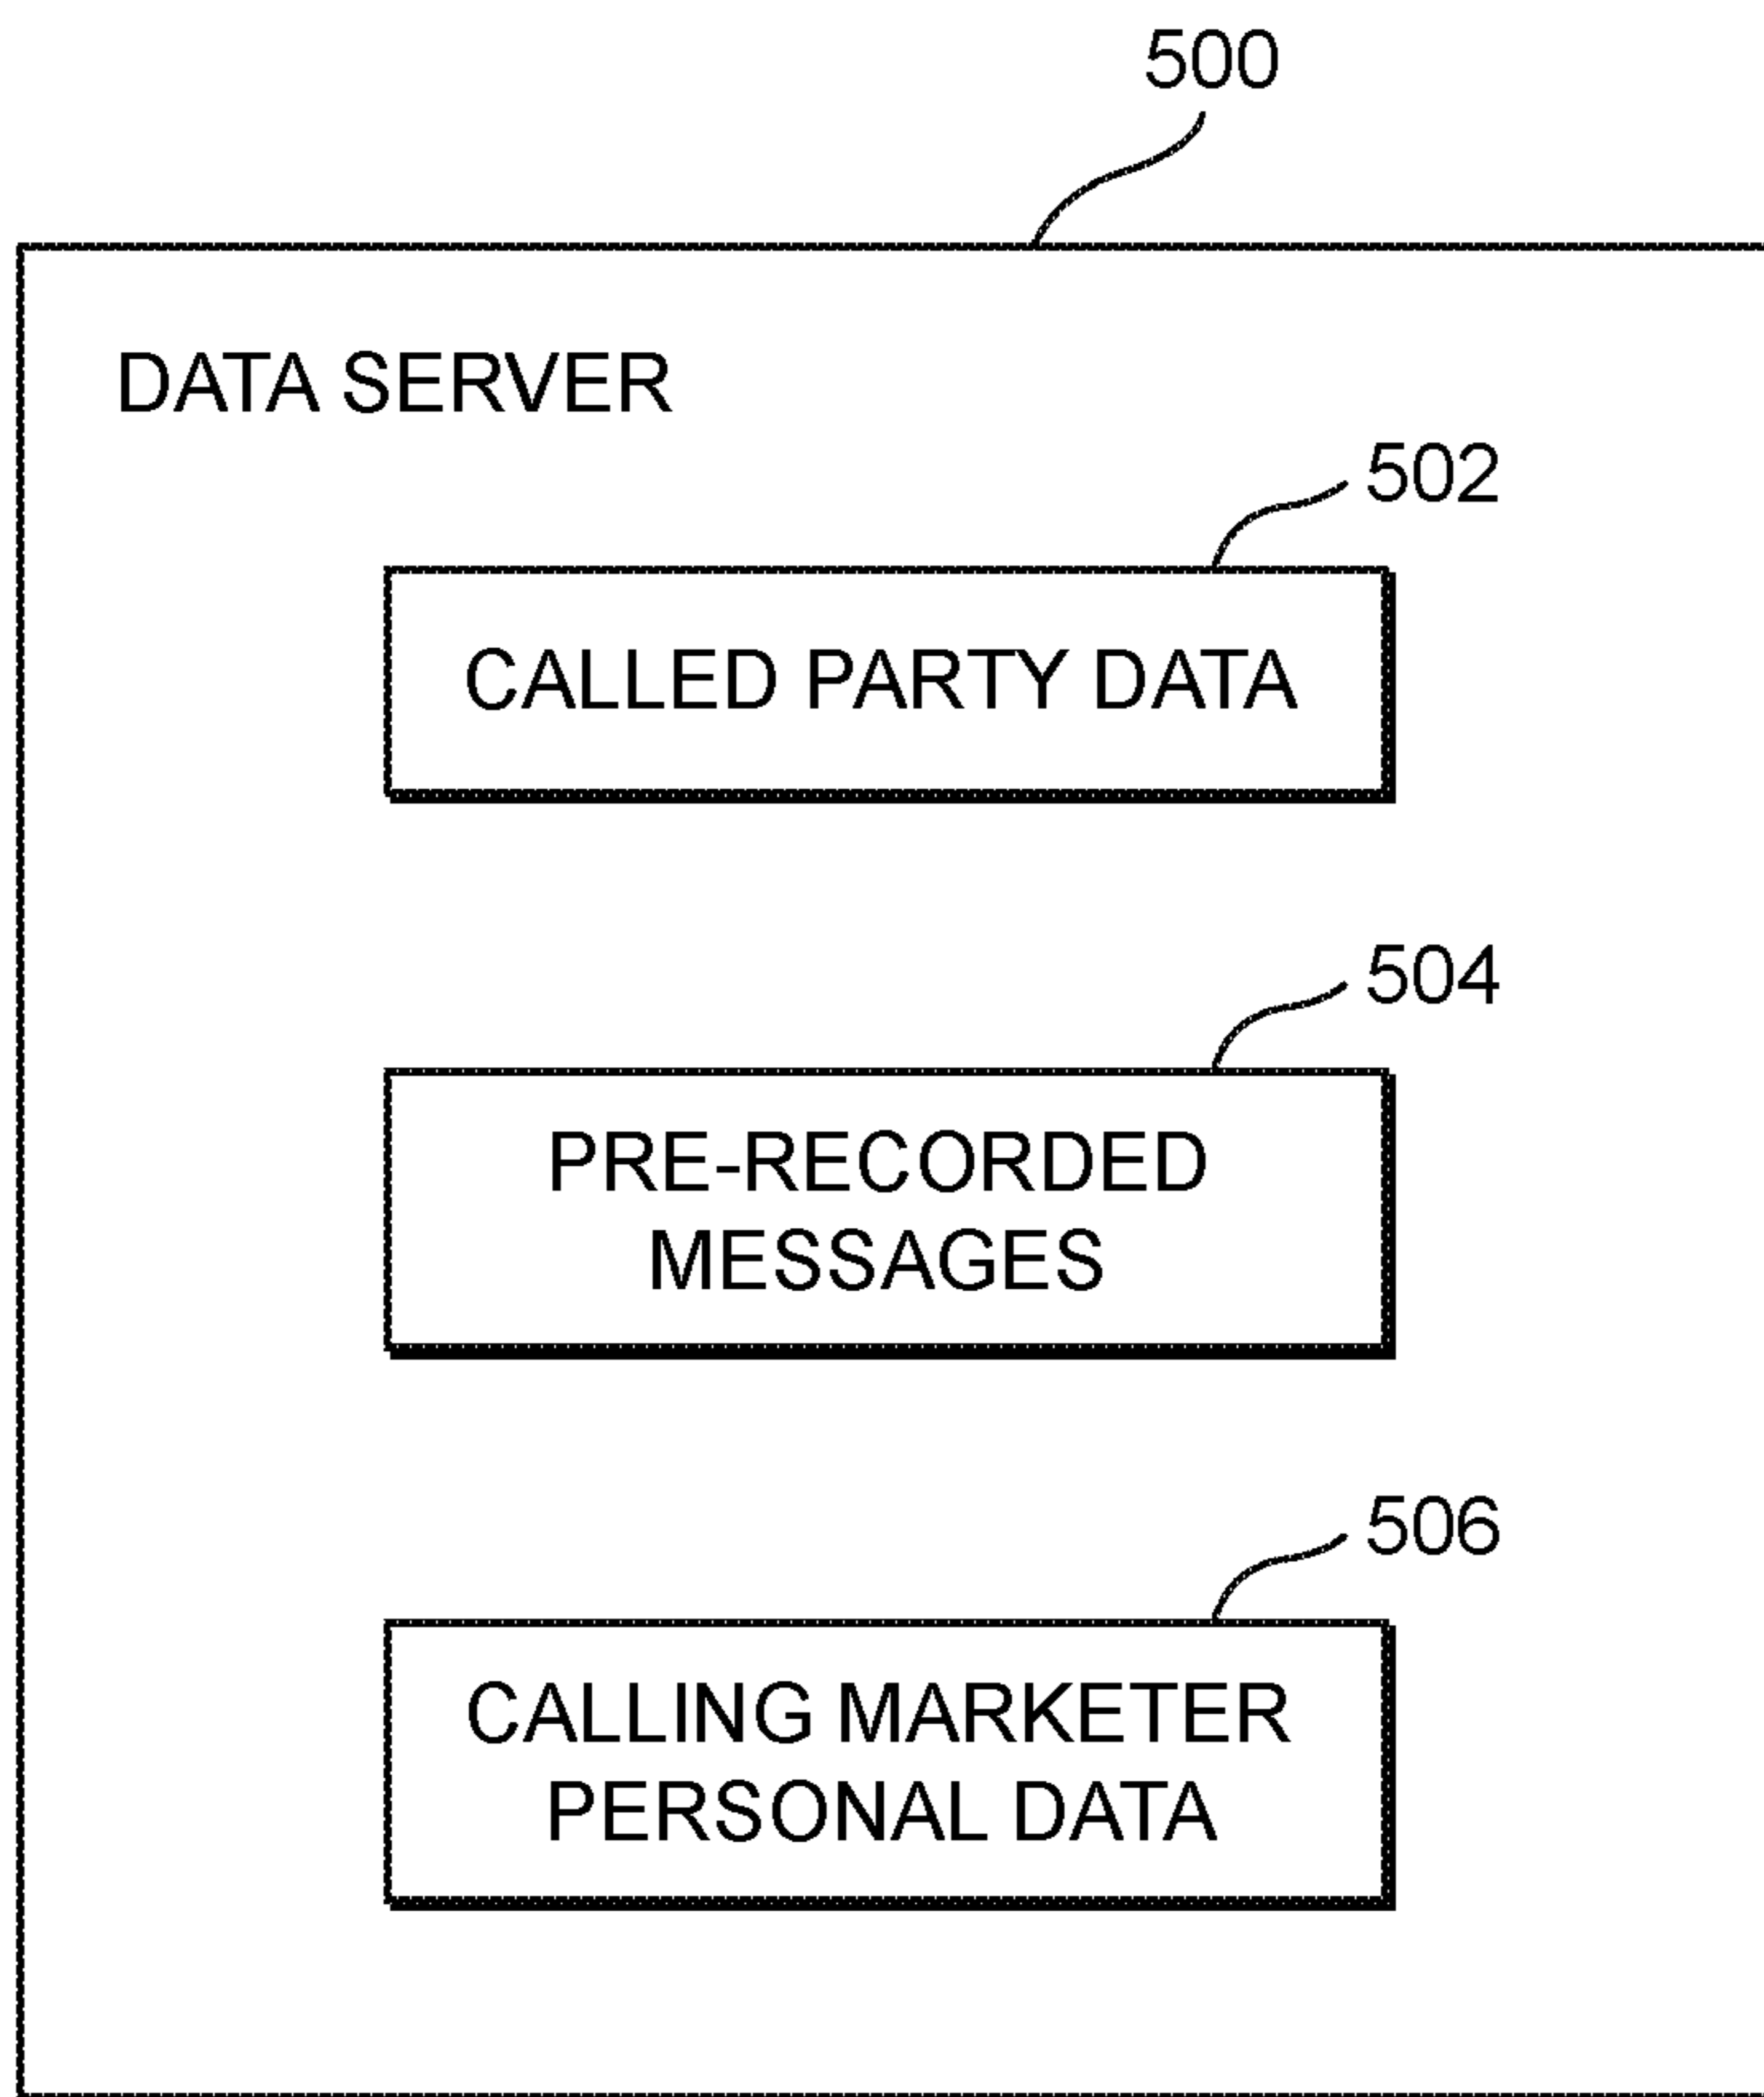 500
DATA SERVER
502
CALLED PARTY DATA
504
PRE-RECORDED
MESSAGES
506
CALLING MARKETER
PERSONAL DATA